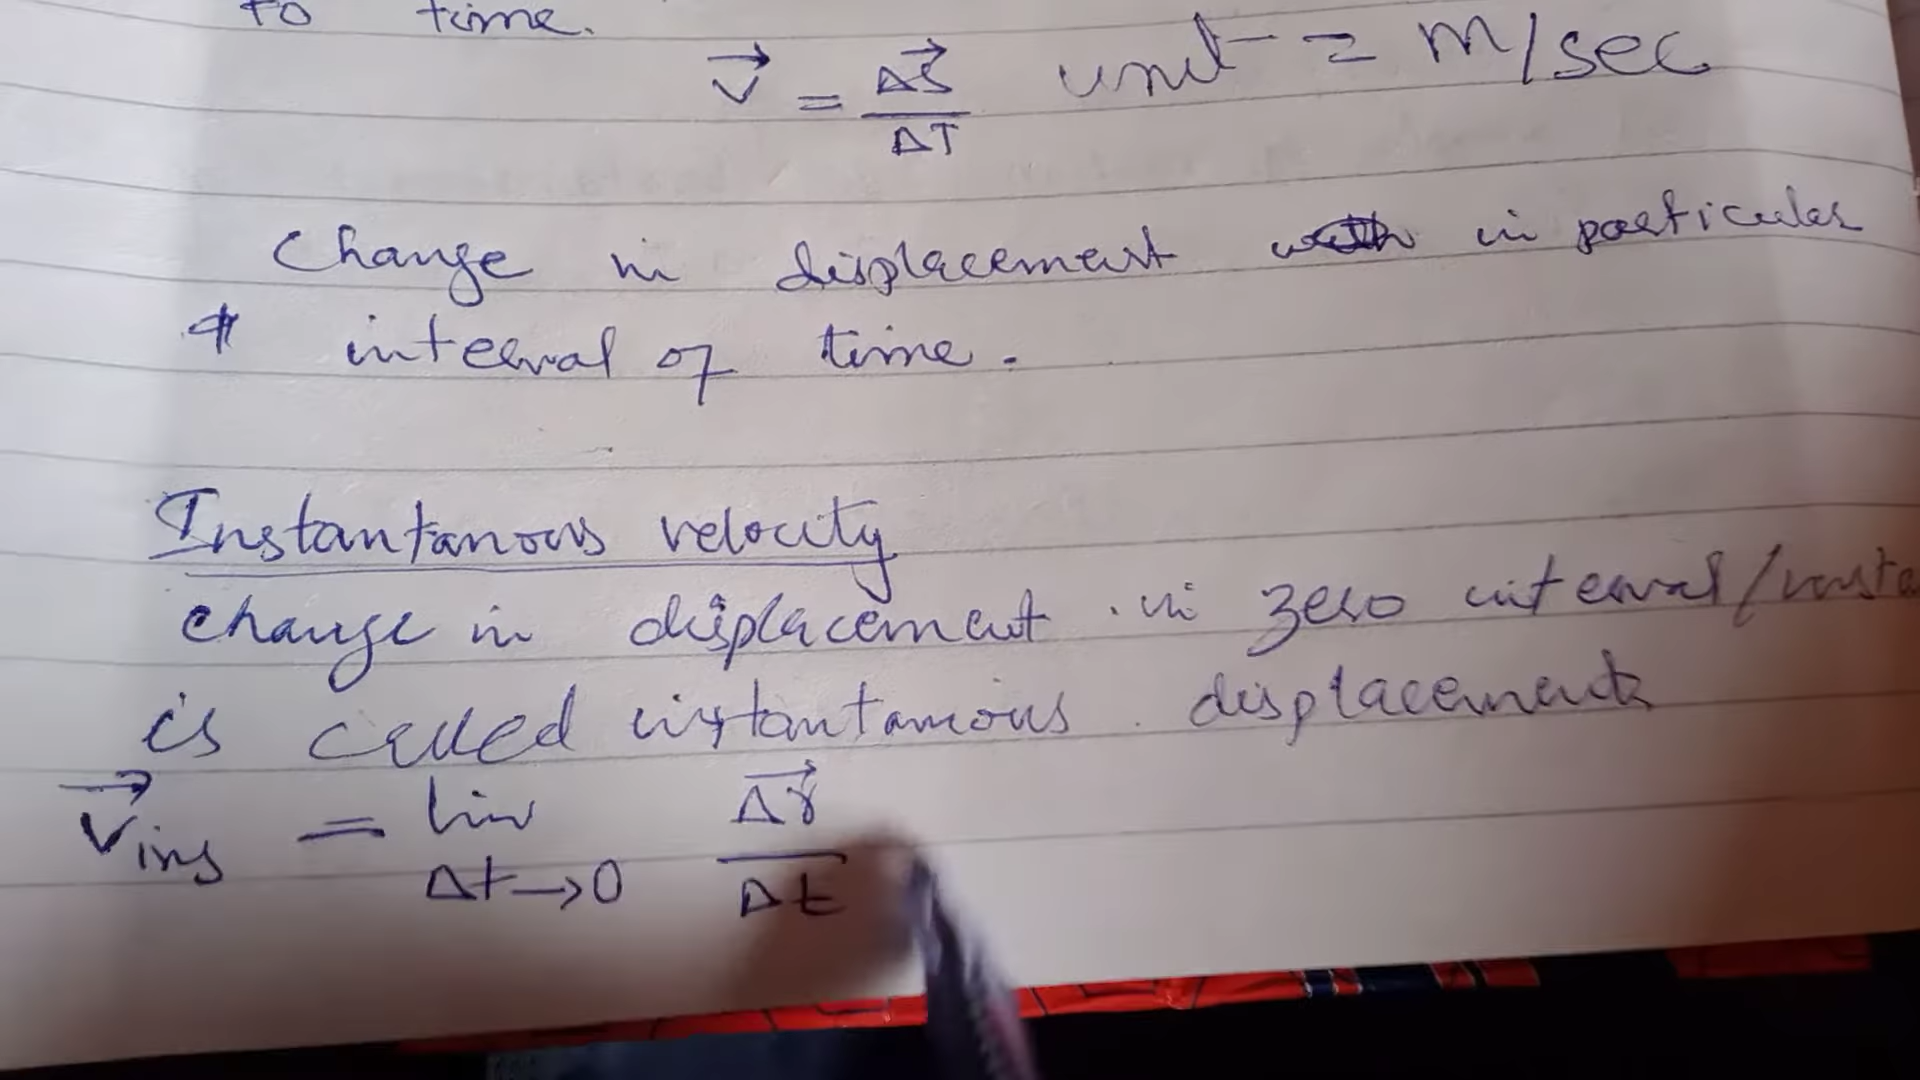 to time.
v⃗ = ΔS⃗ / ΔT unit = m/sec
Change in displacement in particular
interval of time.
Instantanous velocity
change in displacement in zero interval/insta
is called instantanous displacement
v⃗ins = lim Δt→0 Δr⃗ / Δt